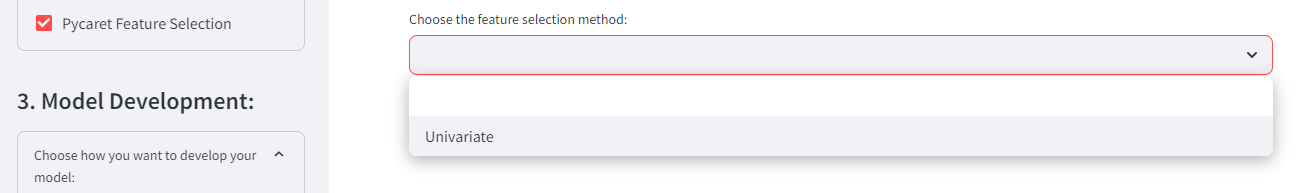 Pycaret Feature Selection
3. Model Development:
Choose how you want to develop your
model:
Choose the feature selection method:
Univariate